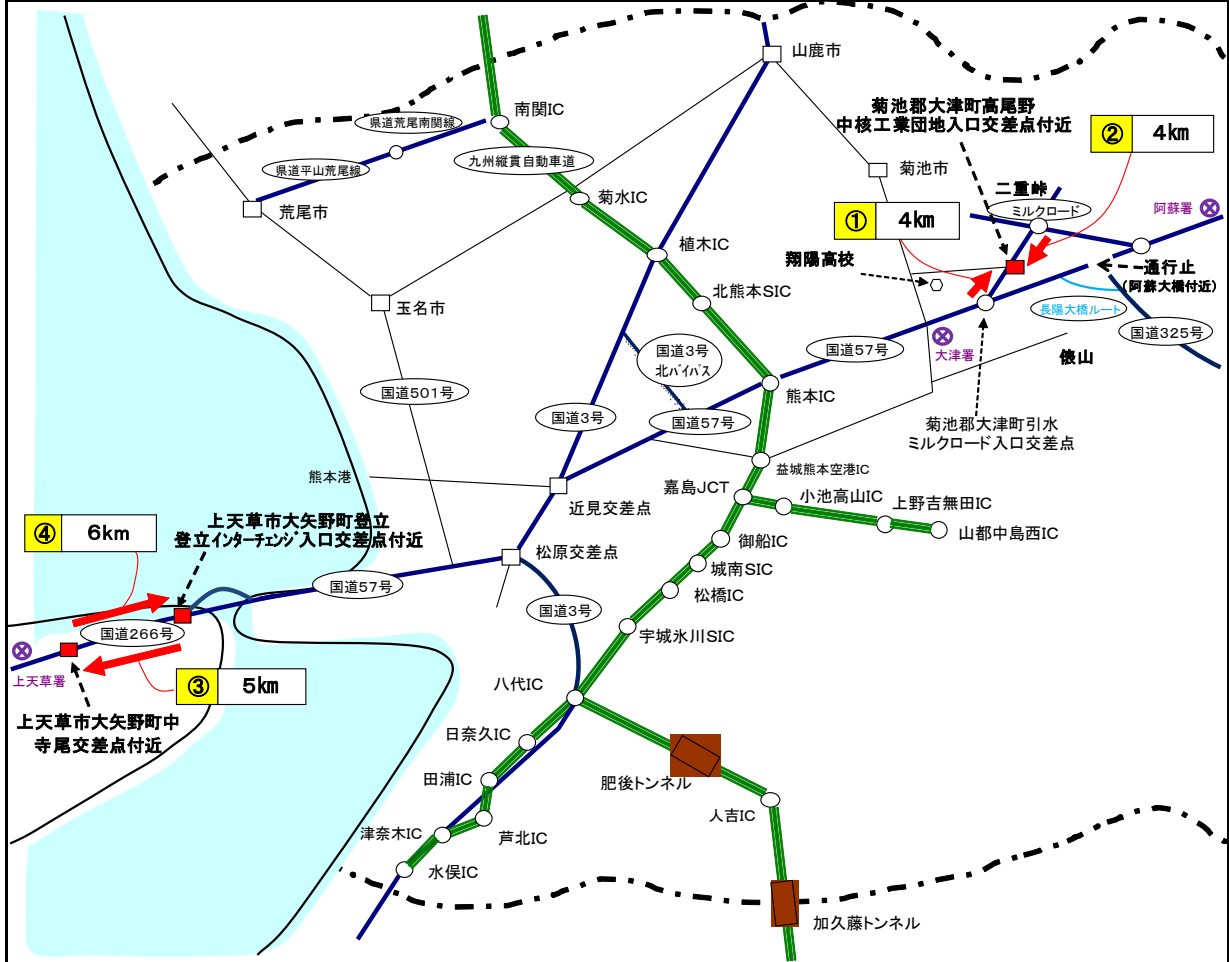 山鹿市
南関IC
県道荒尾南関線
九州縦貫自動車道
県道平山荒尾線
菊水IC
荒尾市
菊池郡大津町高尾野
中核工業団地入口交差点付近
② 4km
菊池市
二重峠
ミルクロード
阿蘇署
① 4km
翔陽高校
通行止
(阿蘇大橋付近)
長陽大橋ルート
国道325号
植木IC
北熊本SIC
玉名市
国道3号
北バイパス
国道57号
大津署
俵山
熊本IC
国道501号
国道3号
国道57号
菊池郡大津町引水
ミルクロード入口交差点
益城熊本空港IC
熊本港
近見交差点
嘉島JCT
小池高山IC
上野吉無田IC
山都中島西IC
④ 6km
上天草市大矢野町登立
登立インターチェンジ入口交差点付近
松原交差点
御船IC
城南SIC
松橋IC
国道57号
国道3号
宇城氷川SIC
国道266号
上天草署
③ 5km
上天草市大矢野町中
寺尾交差点付近
八代IC
日奈久IC
田浦IC
肥後トンネル
人吉IC
芦北IC
津奈木IC
水俣IC
加久藤トンネル